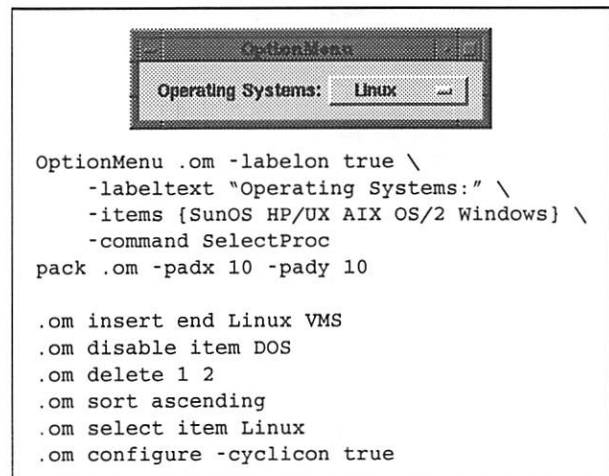 OptionMenu
Operating Systems: Linux
OptionMenu .om -labelon true \
    -labeltext “Operating Systems:” \
    -items {SunOS HP/UX AIX OS/2 Windows} \
    -command SelectProc
pack .om -padx 10 -pady 10
.om insert end Linux VMS
.om disable item DOS
.om delete 1 2
.om sort ascending
.om select item Linux
.om configure -cyclicon true